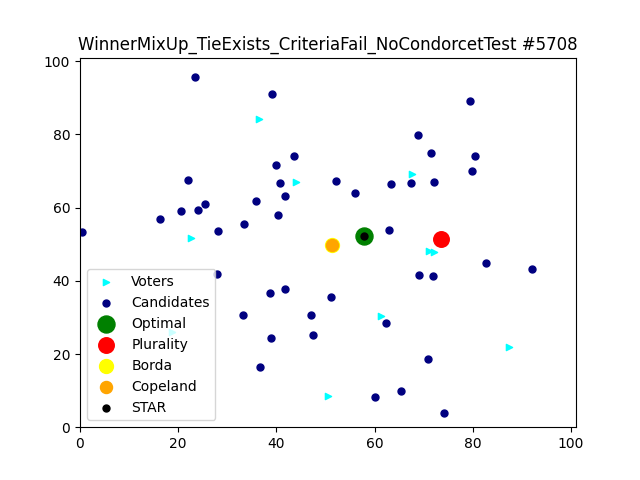 WinnerMixUp_TieExists_CriteriaFail_NoCondorcetTest #5708
100
80
60
40
20
0
Voters
Candidates
Optimal
Plurality
Borda
Copeland
STAR
0 20 40 60 80 100